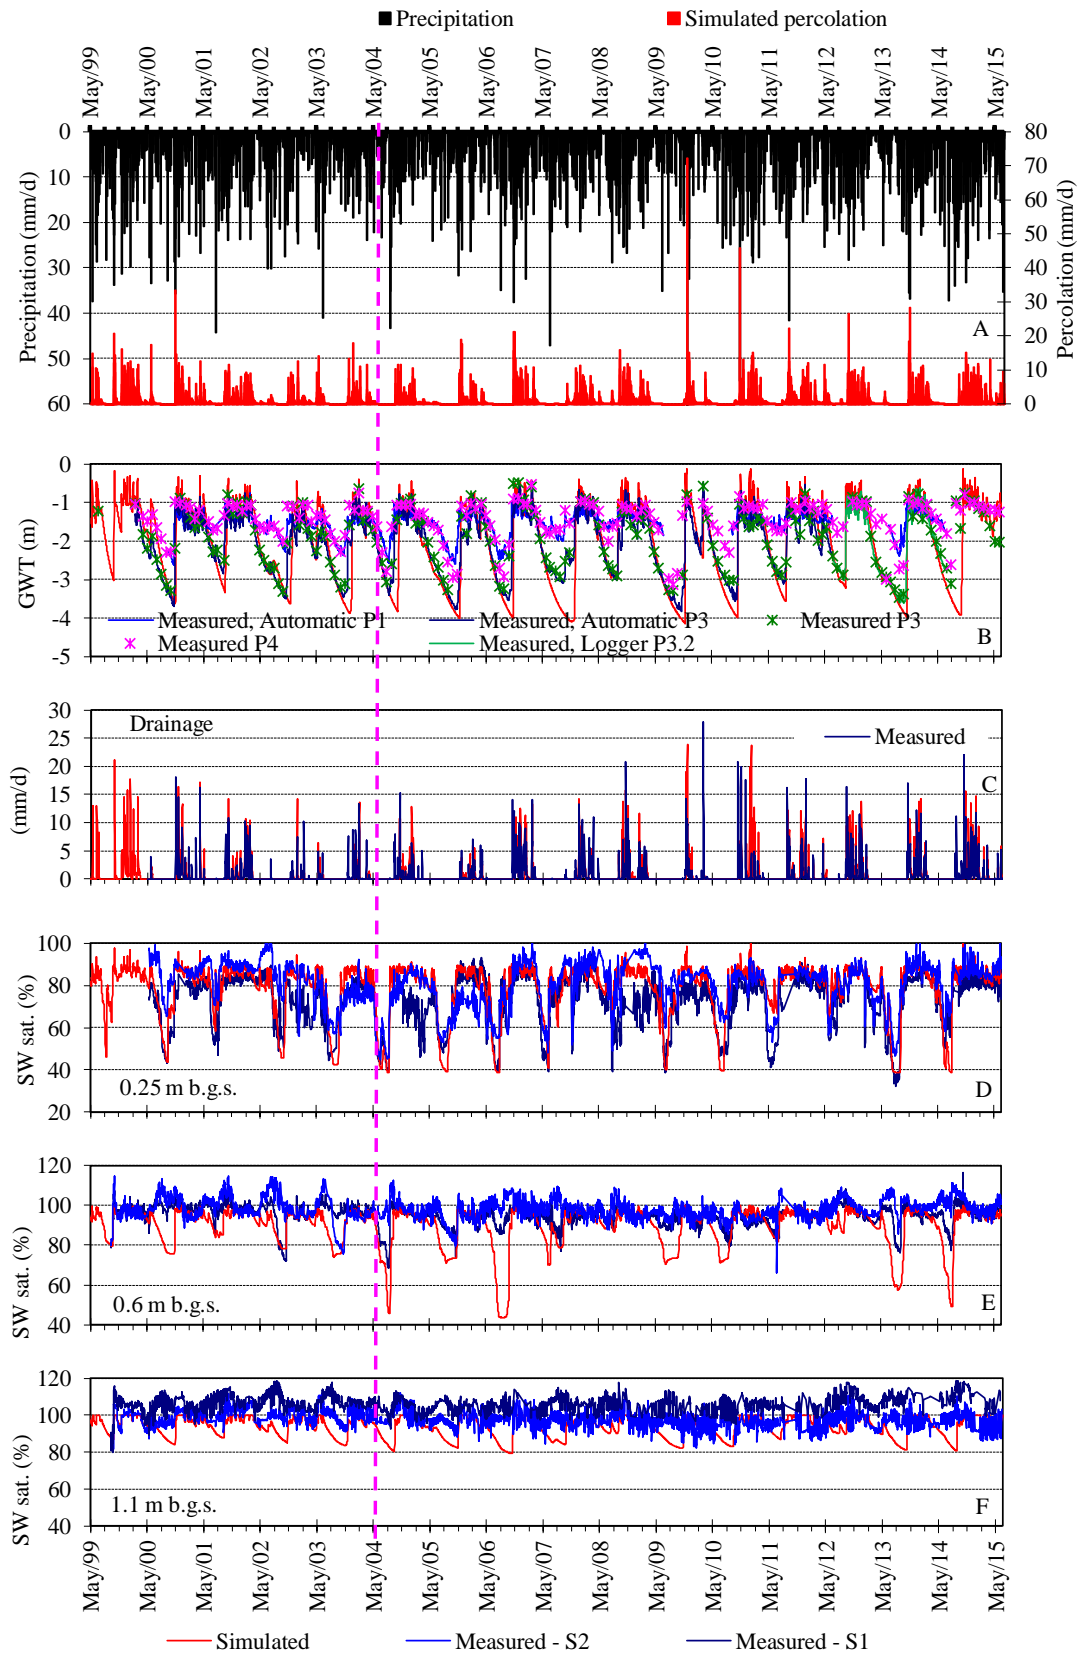 Precipitation Simulated percolation
May/99 May/00 May/01 May/02 May/03 May/04 May/05 May/06 May/07 May/08 May/09 May/10 May/11 May/12 May/13 May/14 May/15
Precipitation (mm/d)
0
10
20
30
40
50
60
80
70
60
50
40
30
20
10
0
Percolation (mm/d)
A
GWT (m)
0
-1
-2
-3
-4
-5
Measured, Automatic P1 Measured, Automatic P3 Measured P3
Measured P4 Measured, Logger P3.2
B
(mm/d)
30
25
20
15
10
5
0
Drainage
Measured
C
SW sat. (%)
100
80
60
40
20
0.25 m b.g.s.
D
SW sat. (%)
120
100
80
60
40
0.6 m b.g.s.
E
SW sat. (%)
120
100
80
60
40
1.1 m b.g.s.
F
May/99 May/00 May/01 May/02 May/03 May/04 May/05 May/06 May/07 May/08 May/09 May/10 May/11 May/12 May/13 May/14 May/15
Simulated Measured - S2 Measured - S1